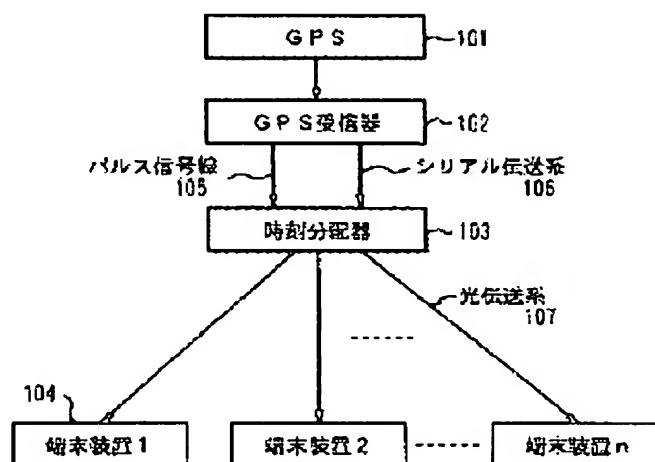 GPS
101
GPS受信器
102
パルス信号線
105
シリアル伝送系
106
時刻分配器
103
光伝送系
107
104
端末装置1
端末装置2
端末装置n